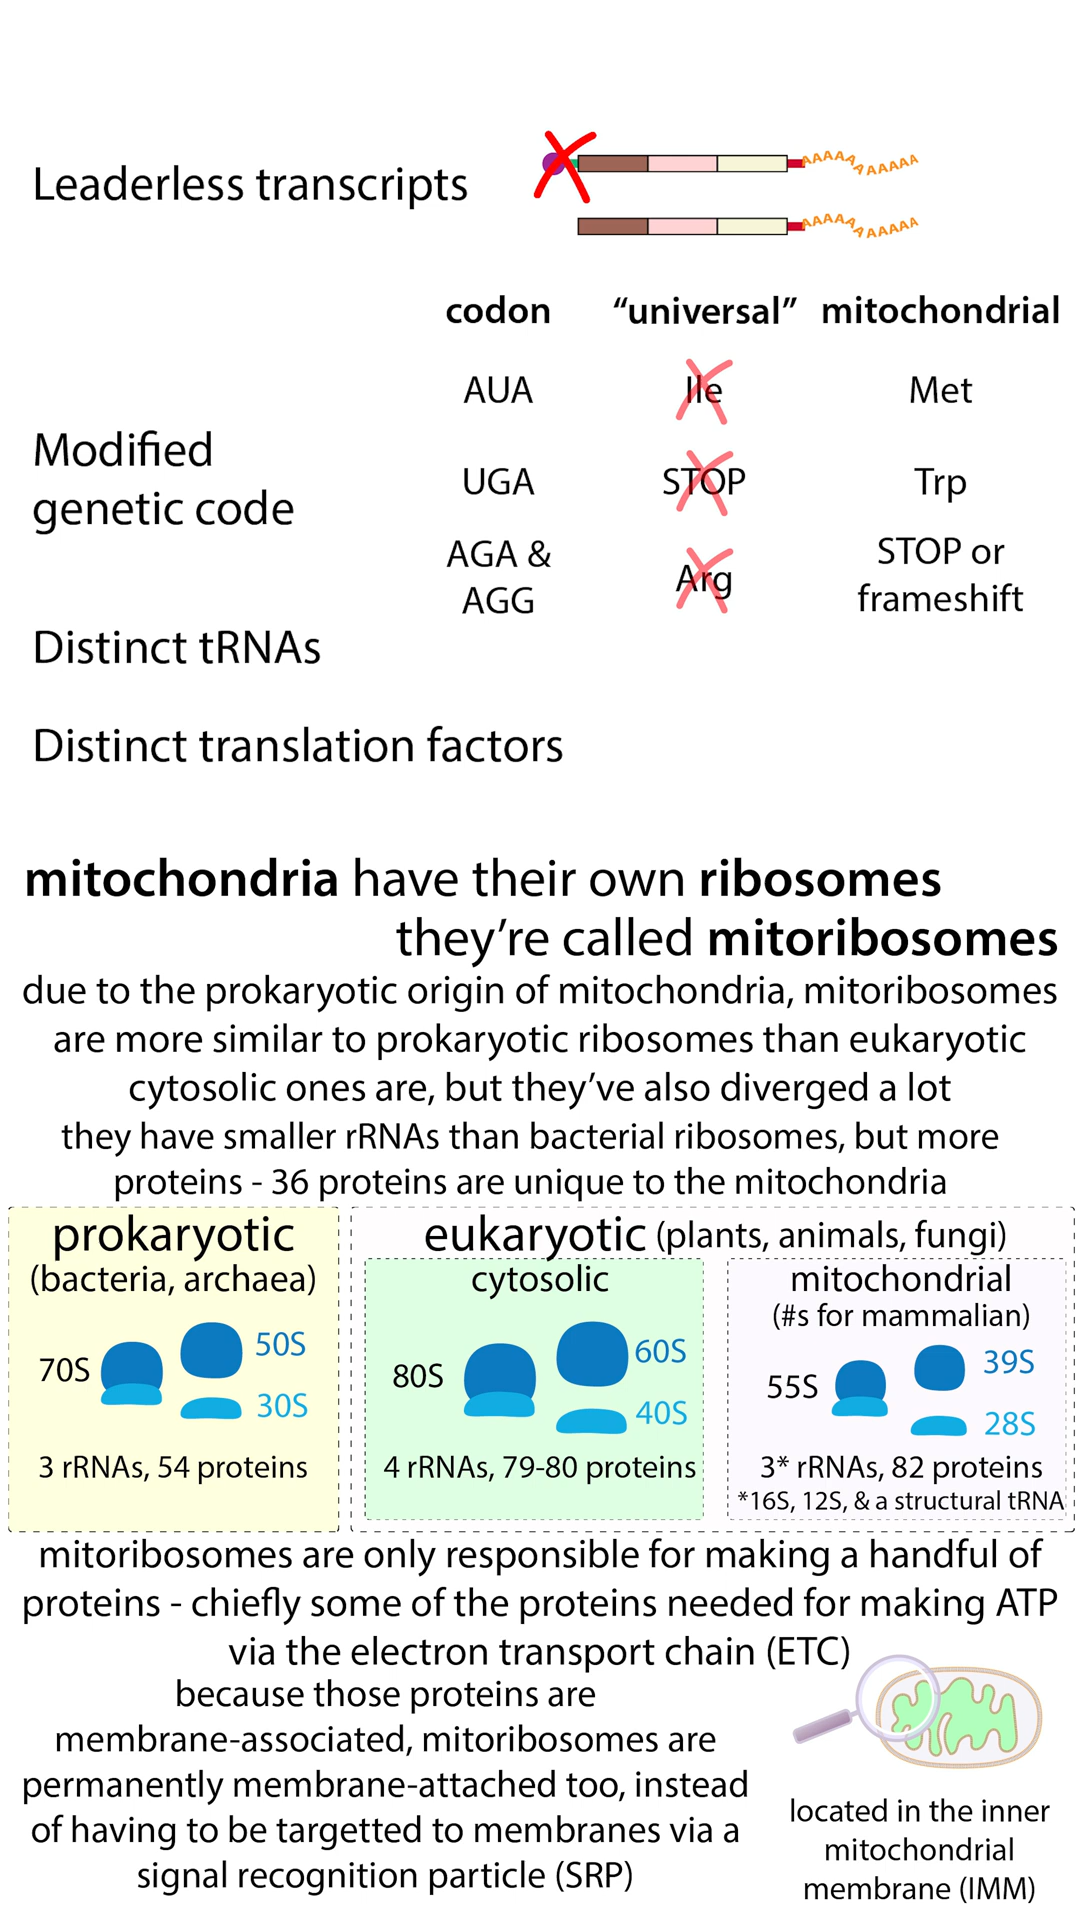 Leaderless transcripts
AAAAAAAAAA
AAAAAAAAAA
codon "universal" mitochondrial
AUA Ile Met
Modified
genetic code
UGA STOP Trp
AGA &
AGG
Arg
STOP or
frameshift
Distinct tRNAs
Distinct translation factors
mitochondria have their own ribosomes
they're called mitoribosomes
due to the prokaryotic origin of mitochondria, mitoribosomes
are more similar to prokaryotic ribosomes than eukaryotic
cytosolic ones are, but they've also diverged a lot
they have smaller rRNAs than bacterial ribosomes, but more
proteins - 36 proteins are unique to the mitochondria
prokaryotic
(bacteria, archaea)
70S
50S
30S
3 rRNAs, 54 proteins
eukaryotic (plants, animals, fungi)
cytosolic
80S
60S
40S
4 rRNAs, 79-80 proteins
mitochondrial
(#s for mammalian)
55S
39S
28S
3* rRNAs, 82 proteins
*16S, 12S, & a structural tRNA
mitoribosomes are only responsible for making a handful of
proteins - chiefly some of the proteins needed for making ATP
via the electron transport chain (ETC)
because those proteins are
membrane-associated, mitoribosomes are
permanently membrane-attached too, instead
of having to be targetted to membranes via a
signal recognition particle (SRP)
located in the inner
mitochondrial
membrane (IMM)